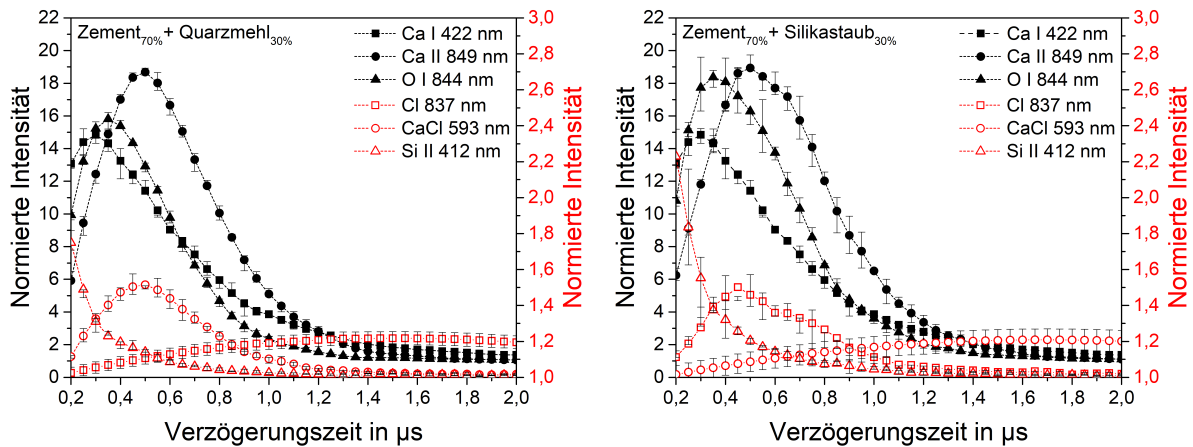 Zement70% + Quarzmehl30%
Ca I 422 nm
Ca II 849 nm
O I 844 nm
Cl 837 nm
CaCl 593 nm
Si II 412 nm
Normierte Intensität
22
20
18
16
14
12
10
8
6
4
2
0
3,0
2,8
2,6
2,4
2,2
2,0
1,8
1,6
1,4
1,2
1,0
Normierte Intensität
0,2 0,4 0,6 0,8 1,0 1,2 1,4 1,6 1,8 2,0
Verzögerungszeit in µs
Zement70% + Silikastaub30%
Ca I 422 nm
Ca II 849 nm
O I 844 nm
Cl 837 nm
CaCl 593 nm
Si II 412 nm
Normierte Intensität
22
20
18
16
14
12
10
8
6
4
2
0
3,0
2,8
2,6
2,4
2,2
2,0
1,8
1,6
1,4
1,2
1,0
Normierte Intensität
0,2 0,4 0,6 0,8 1,0 1,2 1,4 1,6 1,8 2,0
Verzögerungszeit in µs